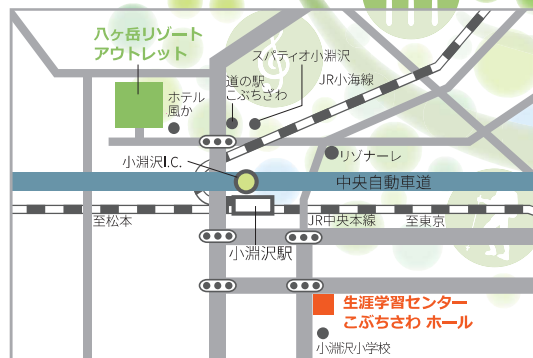 八ヶ岳リゾート
アウトレット
スパティオ小淵沢
道の駅
こぶちざわ
JR小海線
ホテル
風か
小淵沢I.C.
リゾナーレ
中央自動車道
至松本
JR中央本線
至東京
小淵沢駅
生涯学習センター
こぶちさわ ホール
小淵沢小学校